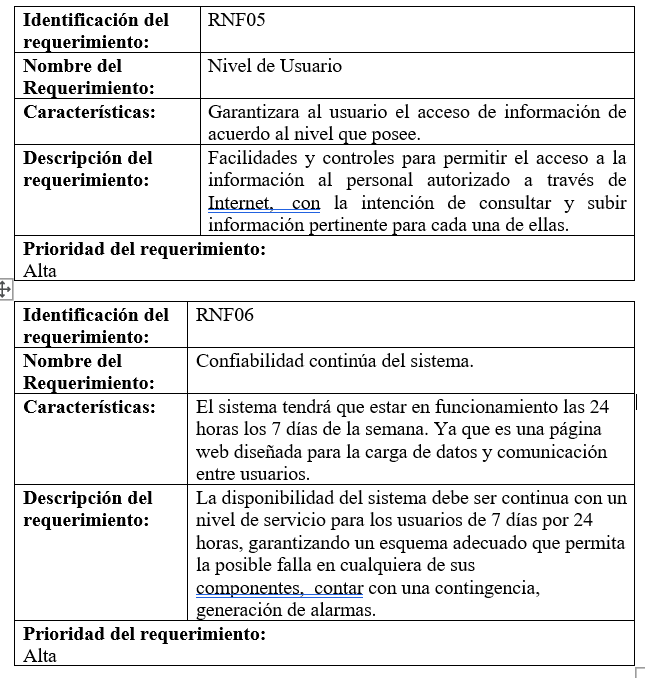 Identificación del RNF05
requerimiento:
Nombre del Nivel de Usuario
Requerimiento:
Características: Garantizara al usuario el acceso de información de
acuerdo al nivel que posee.
Descripción del Facilidades y controles para permitir el acceso a la
requerimiento: información al personal autorizado a través de
Internet, con la intención de consultar y subir
información pertinente para cada una de ellas.
Prioridad del requerimiento:
Alta
Identificación del RNF06
requerimiento:
Nombre del Confiabilidad continúa del sistema.
Requerimiento:
Características: El sistema tendrá que estar en funcionamiento las 24
horas los 7 días de la semana. Ya que es una página
web diseñada para la carga de datos y comunicación
entre usuarios.
Descripción del La disponibilidad del sistema debe ser continua con un
requerimiento: nivel de servicio para los usuarios de 7 días por 24
horas, garantizando un esquema adecuado que permita
la posible falla en cualquiera de sus
componentes, contar con una contingencia,
generación de alarmas.
Prioridad del requerimiento:
Alta